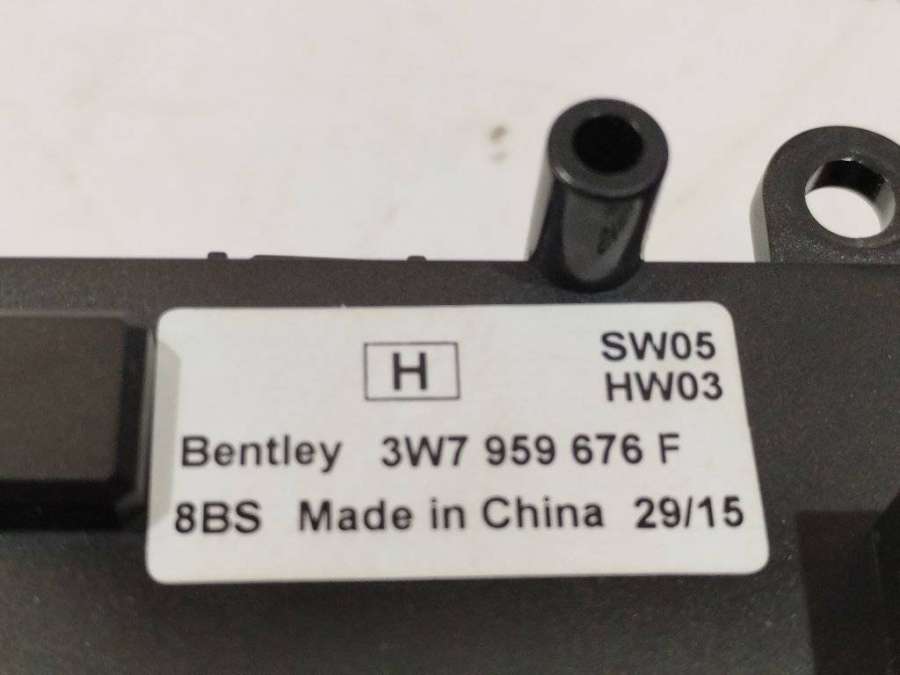 H
SW05
HW03
Bentley 3W7 959 676 F
8BS Made in China 29/15